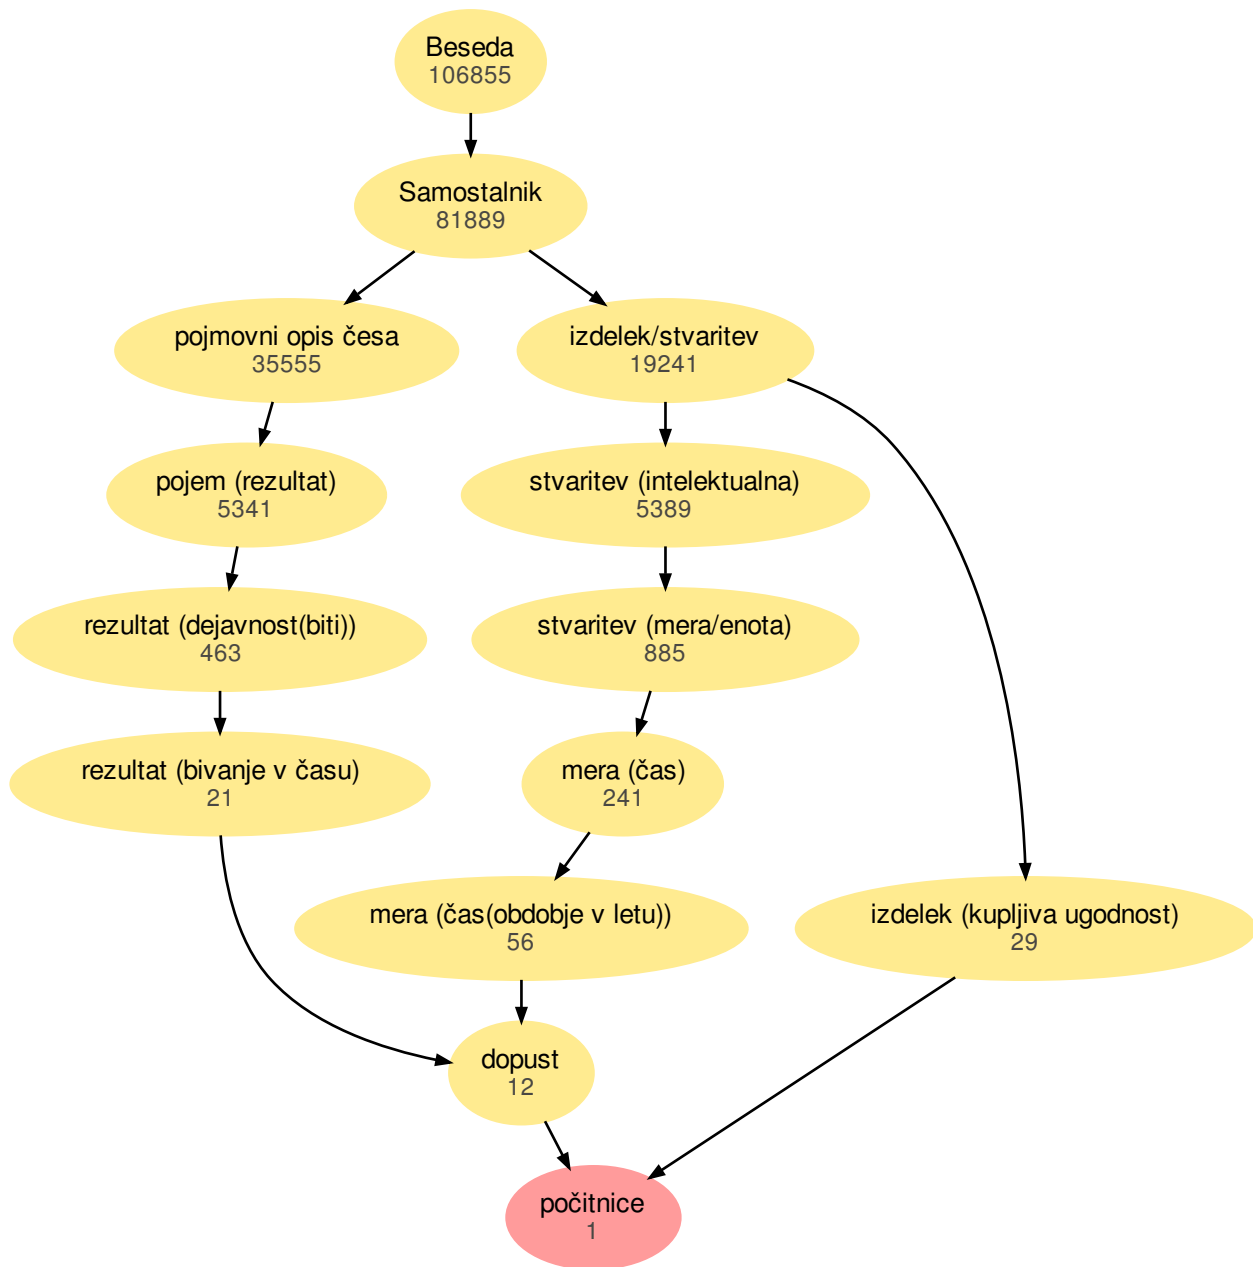 Beseda
106855
Samostalnik
81889
pojmovni opis česa
35555
izdelek/stvaritev
19241
pojem (rezultat)
5341
stvaritev (intelektualna)
5389
rezultat (dejavnost(biti))
463
stvaritev (mera/enota)
885
rezultat (bivanje v času)
21
mera (čas)
241
mera (čas(obdobje v letu))
56
izdelek (kupljiva ugodnost)
29
dopust
12
počitnice
1